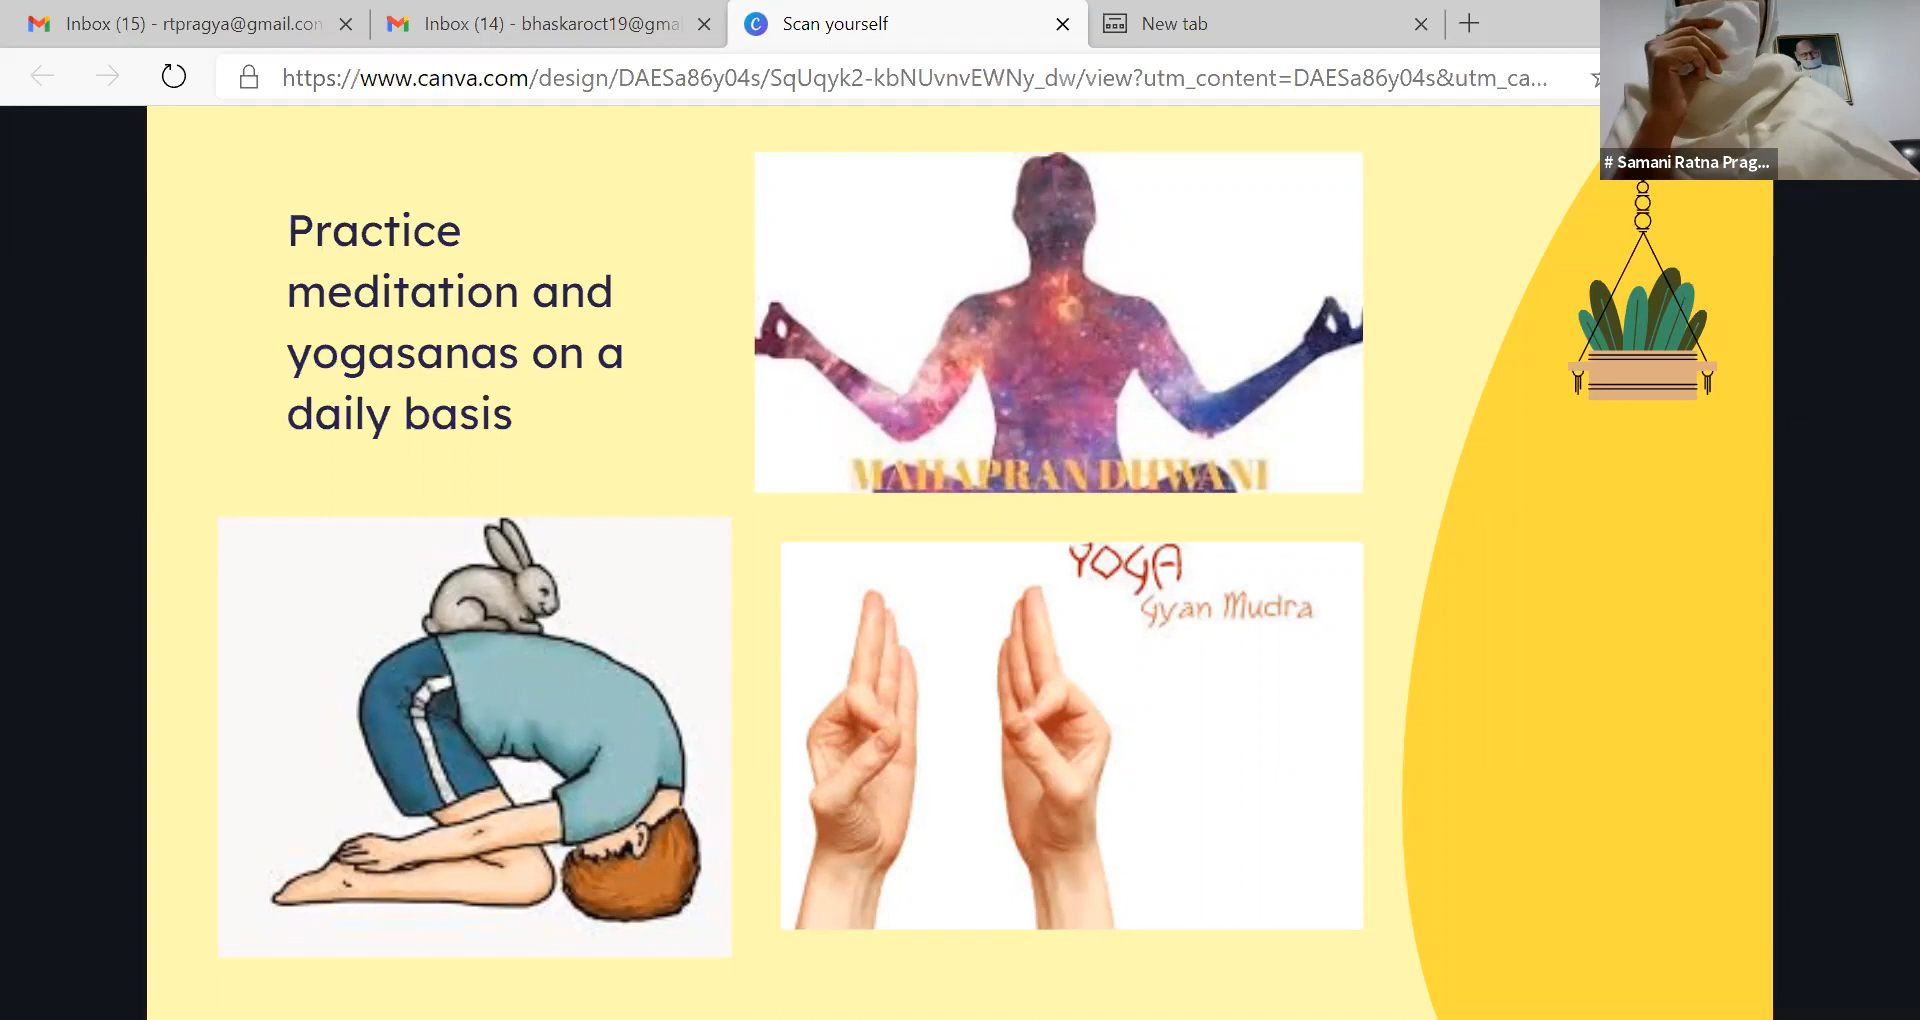 Inbox (15) - rtpragya@gmail.con
Inbox (14) - bhaskaroct19@gma
Scan yourself
New tab
https://www.canva.com/design/DAESa86y04s/SqUqyk2-kbNUvnvEWNy_dw/view?utm_content=DAESa86y04s&utm_ca...
# Samani Ratna Prag...
Practice
meditation and
yogasanas on a
daily basis
MAHAPRAN DHWANI
YOGA
Gyan Mudra